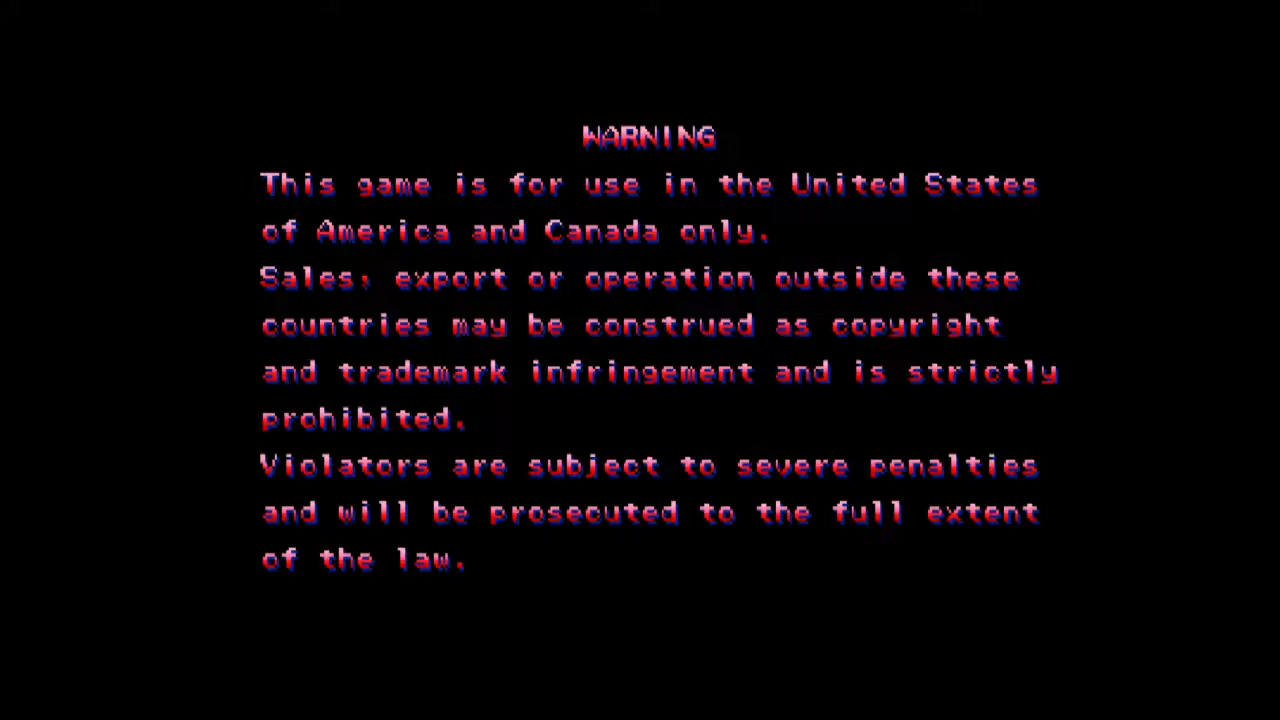 WARNING
This game is for use in the United States
of America and Canada only.
Sales, export or operation outside these
countries may be construed as copyright
and trademark infringement and is strictly
prohibited.
Violators are subject to severe penalties
and will be prosecuted to the full extent
of the law.